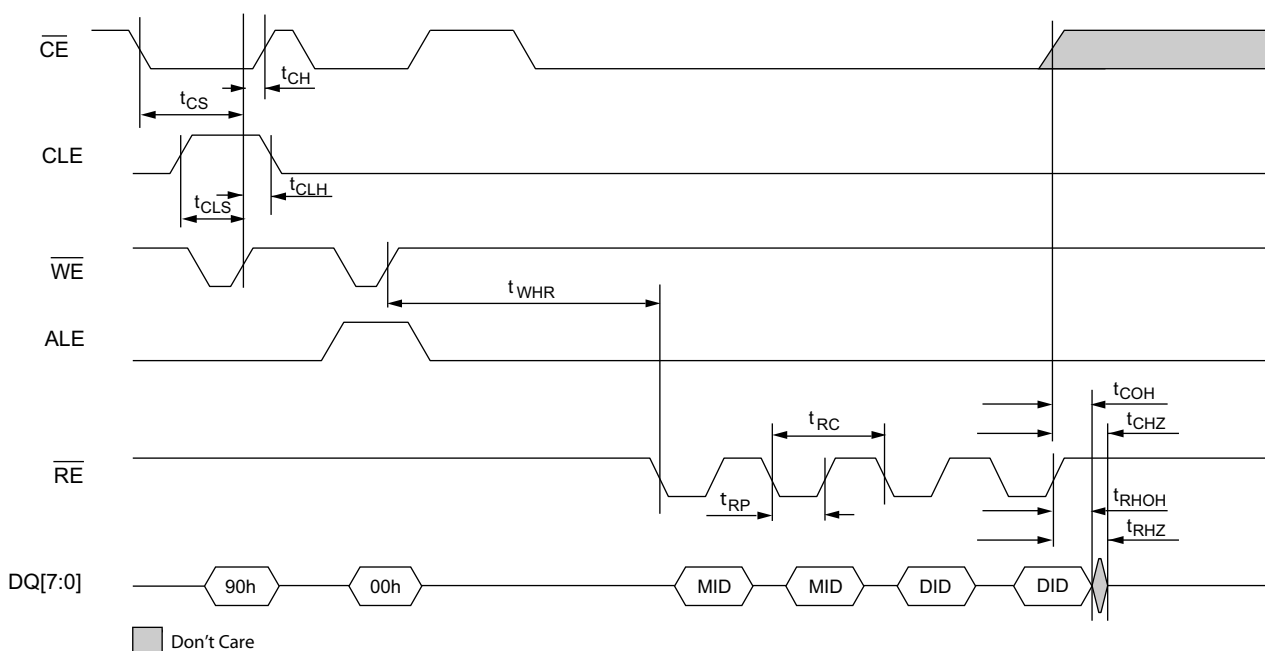 CE
tCH
tCS
CLE
tCLH
tCLS
WE
tWHR
ALE
tCOH
tRC
tCHZ
RE
tRP
tRHOH
tRHZ
DQ[7:0]
90h
00h
MID
MID
DID
DID
Don't Care